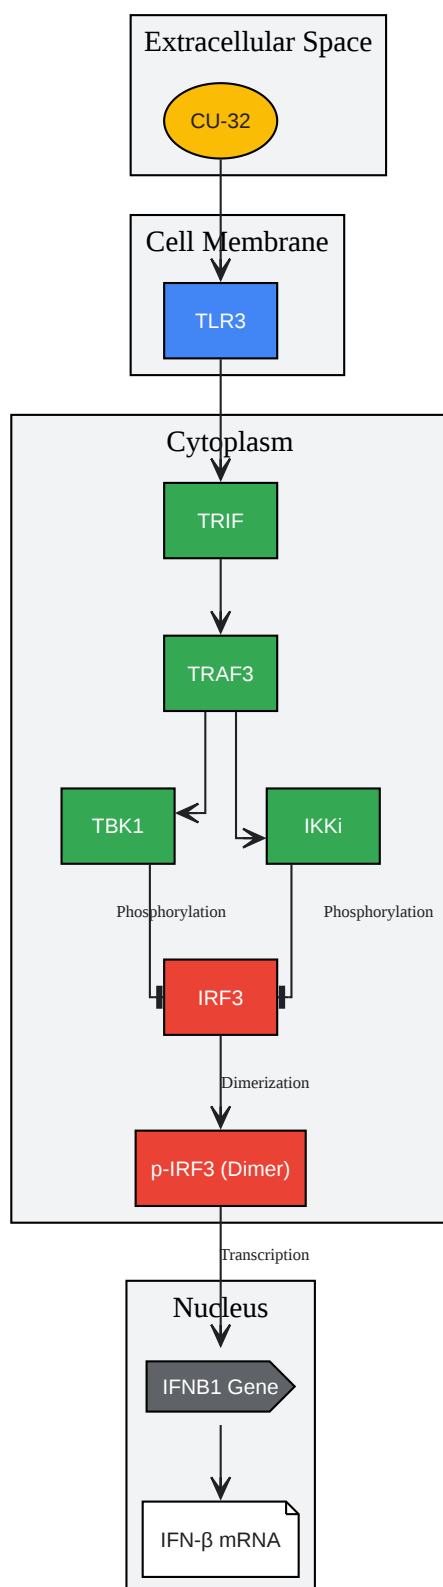 Extracellular Space
CU-32
Cell Membrane
TLR3
Cytoplasm
TRIF
TRAF3
TBK1
IKKi
Phosphorylation
Phosphorylation
IRF3
Dimerization
p-IRF3 (Dimer)
Transcription
Nucleus
IFNB1 Gene
IFN-β mRNA